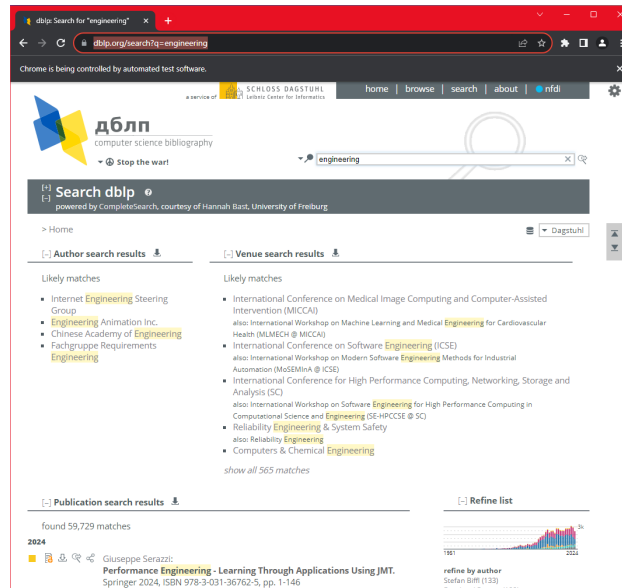 dblp: Search for "engineering"
dblp.org/search?q=engineering
Chrome is being controlled by automated test software.
a service of SCHLOSS DAGSTUHL
Leibniz Center for Informatics
home | browse | search | about | nfdi
дблп
computer science bibliography
Stop the war!
engineering
[+]
[-] Search dblp
powered by CompleteSearch, courtesy of Hannah Bast, University of Freiburg
> Home
Dagstuhl
[-] Author search results
Likely matches
Internet Engineering Steering
Group
Engineering Animation Inc.
Chinese Academy of Engineering
Fachgruppe Requirements
Engineering
[-] Venue search results
Likely matches
International Conference on Medical Image Computing and Computer-Assisted
Intervention (MICCAI)
also: International Workshop on Machine Learning and Medical Engineering for Cardiovascular
Health (MLMECH @ MICCAI)
International Conference on Software Engineering (ICSE)
also: International Workshop on Modern Software Engineering Methods for Industrial
Automation (MoSEMInA @ ICSE)
International Conference for High Performance Computing, Networking, Storage and
Analysis (SC)
also: International Workshop on Software Engineering for High Performance Computing in
Computational Science and Engineering (SE-HPCCSE @ SC)
Reliability Engineering & System Safety
also: Reliability Engineering
Computers & Chemical Engineering
show all 565 matches
[-] Publication search results
found 59,729 matches
2024
Giuseppe Serazzi:
Performance Engineering - Learning Through Applications Using JMT.
Springer 2024, ISBN 978-3-031-36762-5, pp. 1-146
[-] Refine list
3k
1951 2024
refine by author
Stefan Biffl (133)